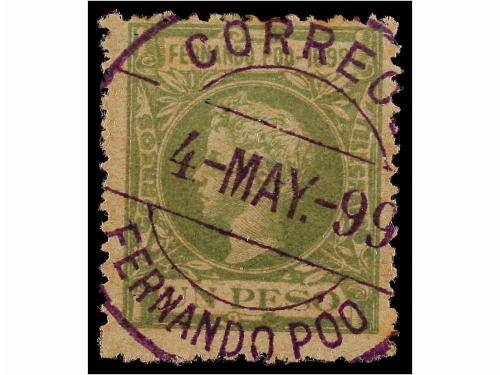 CORREO
FERNANDO POO 1899
4-MAY.-99
UN PESO
FERNANDO POO